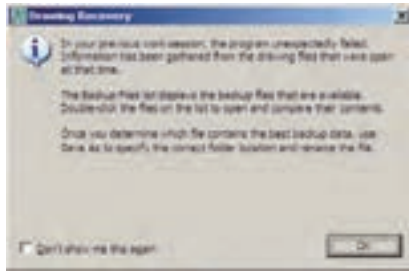 Drawing Recovery
In your previous work session, the program unexpectedly failed.
Information has been gathered from the drawing files that were open
at that time.
The Backup Files list displays the backup files that are available.
Double-click the files on the list to open and compare their contents.
Once you determine which file contains the best backup data, use
Save As to specify the correct folder location and rename the file.
Don't show me this again
OK